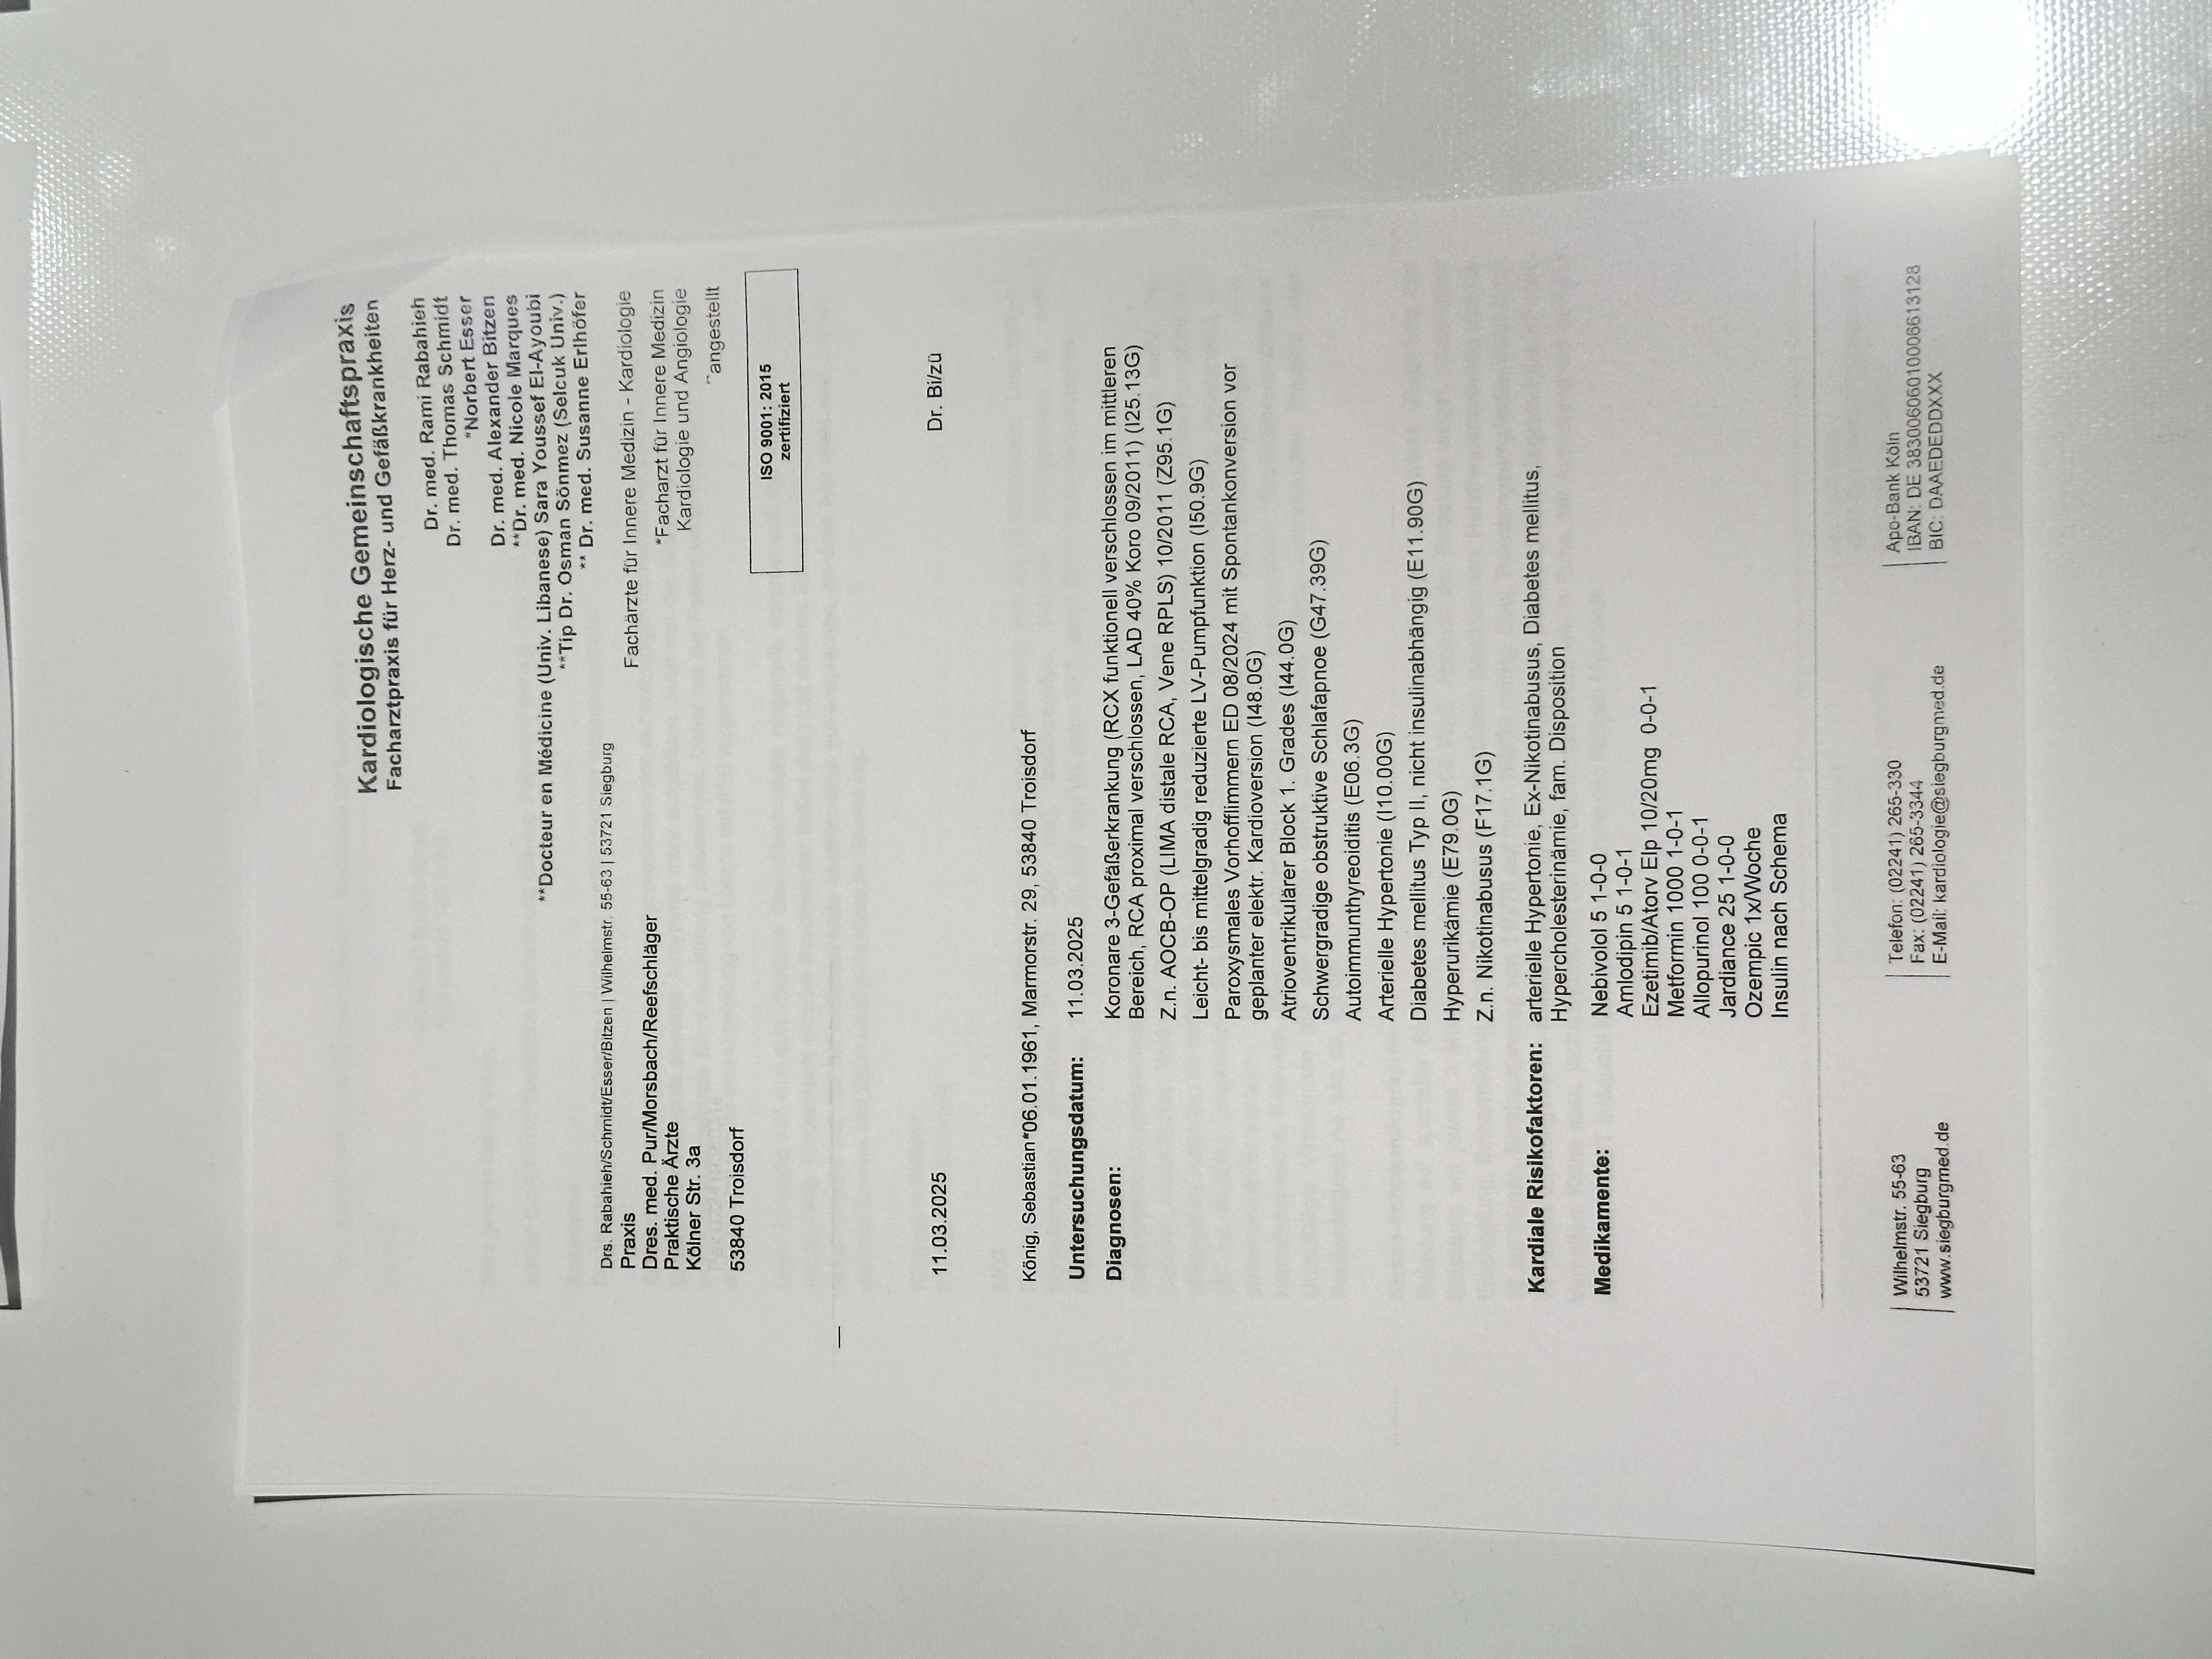 Kardiologische Gemeinschaftspraxis
Facharztpraxis für Herz- und Gefäßkrankheiten
Dr. med. Rami Rabahieh
Dr. med. Thomas Schmidt
*Norbert Esser
Dr. med. Alexander Bitzen
**Dr. med. Nicole Marques
**Docteur en Médicine (Univ. Libanese) Sara Youssef El-Ayoubi
**Tip Dr. Osman Sönmez (Selcuk Univ.)
** Dr. med. Susanne Erlhöfer
Drs. Rabahieh/Schmidt/Esser/Bitzen | Wilhelmstr. 55-63 | 53721 Siegburg
Praxis
Dres. med. Pur/Morsbach/Reefschläger
Praktische Ärzte
Kölner Str. 3a
53840 Troisdorf
Fachärzte für Innere Medizin - Kardiologie
*Facharzt für Innere Medizin
Kardiologie und Angiologie
**angestellt
ISO 9001: 2015
zertifiziert
11.03.2025 Dr. Bi/zü
König, Sebastian*06.01.1961, Marmorstr. 29, 53840 Troisdorf
Untersuchungsdatum: 11.03.2025
Diagnosen: Koronare 3-Gefäßerkrankung (RCX funktionell verschlossen im mittleren
Bereich, RCA proximal verschlossen, LAD 40% Koro 09/2011) (I25.13G)
Z.n. AOCB-OP (LIMA distale RCA, Vene RPLS) 10/2011 (Z95.1G)
Leicht- bis mittelgradig reduzierte LV-Pumpfunktion (I50.9G)
Paroxysmales Vorhofflimmern ED 08/2024 mit Spontankonversion vor
geplanter elektr. Kardioversion (I48.0G)
Atrioventrikulärer Block 1. Grades (I44.0G)
Schwergradige obstruktive Schlafapnoe (G47.39G)
Autoimmunthyreoiditis (E06.3G)
Arterielle Hypertonie (I10.00G)
Diabetes mellitus Typ II, nicht insulinabhängig (E11.90G)
Hyperurikämie (E79.0G)
Z.n. Nikotinabusus (F17.1G)
Kardiale Risikofaktoren: arterielle Hypertonie, Ex-Nikotinabusus, Diabetes mellitus,
Hypercholesterinämie, fam. Disposition
Medikamente: Nebivolol 5 1-0-0
Amlodipin 5 1-0-1
Ezetimib/Atorv Elp 10/20mg 0-0-1
Metformin 1000 1-0-1
Allopurinol 100 0-0-1
Jardiance 25 1-0-0
Ozempic 1x/Woche
Insulin nach Schema
Wilhelmstr. 55-63
53721 Siegburg
www.siegburgmed.de
Telefon: (02241) 265-330
Fax: (02241) 265-3344
E-Mail: kardiologie@siegburgmed.de
Apo-Bank Köln
IBAN: DE 38300606010006613128
BIC: DAAEDEDDXXX